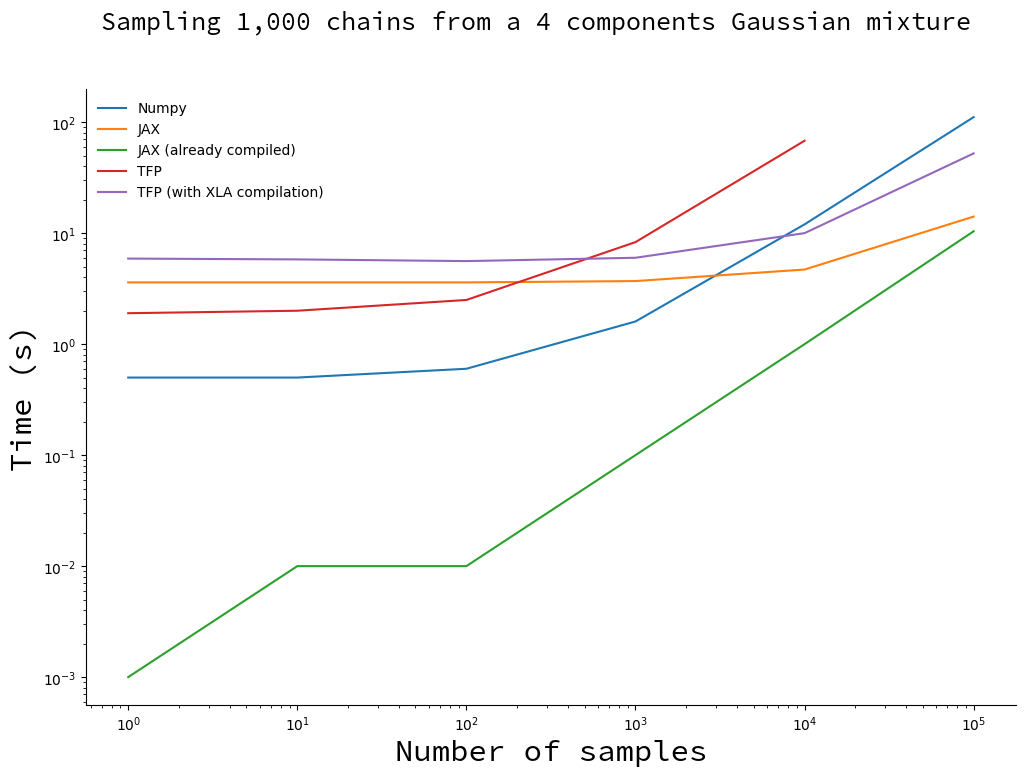 Sampling 1,000 chains from a 4 components Gaussian mixture
Numpy
JAX
JAX (already compiled)
TFP
TFP (with XLA compilation)
Time (s)
10²
10¹
10⁰
10⁻¹
10⁻²
10⁻³
10⁰ 10¹ 10² 10³ 10⁴ 10⁵
Number of samples